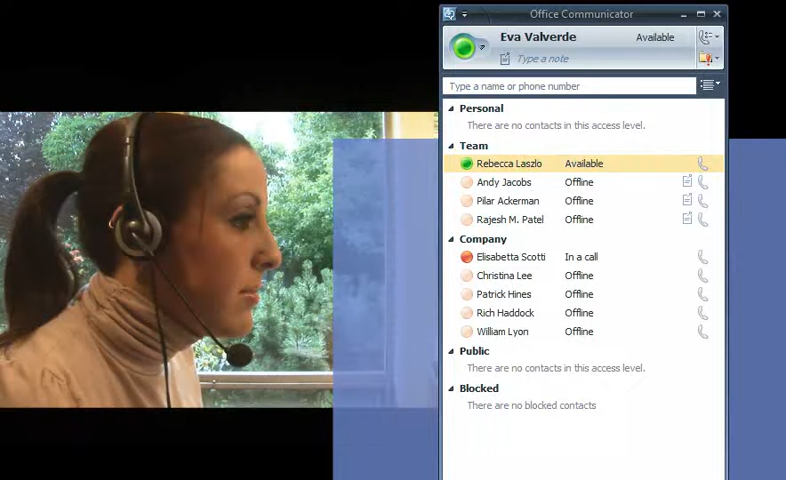 Office Communicator
Eva Valverde Available
Type a note
Type a name or phone number
Personal
There are no contacts in this access level.
Team
Rebecca Laszlo Available
Andy Jacobs Offline
Pilar Ackerman Offline
Rajesh M. Patel Offline
Company
Elisabetta Scotti In a call
Christina Lee Offline
Patrick Hines Offline
Rich Haddock Offline
William Lyon Offline
Public
There are no contacts in this access level.
Blocked
There are no blocked contacts